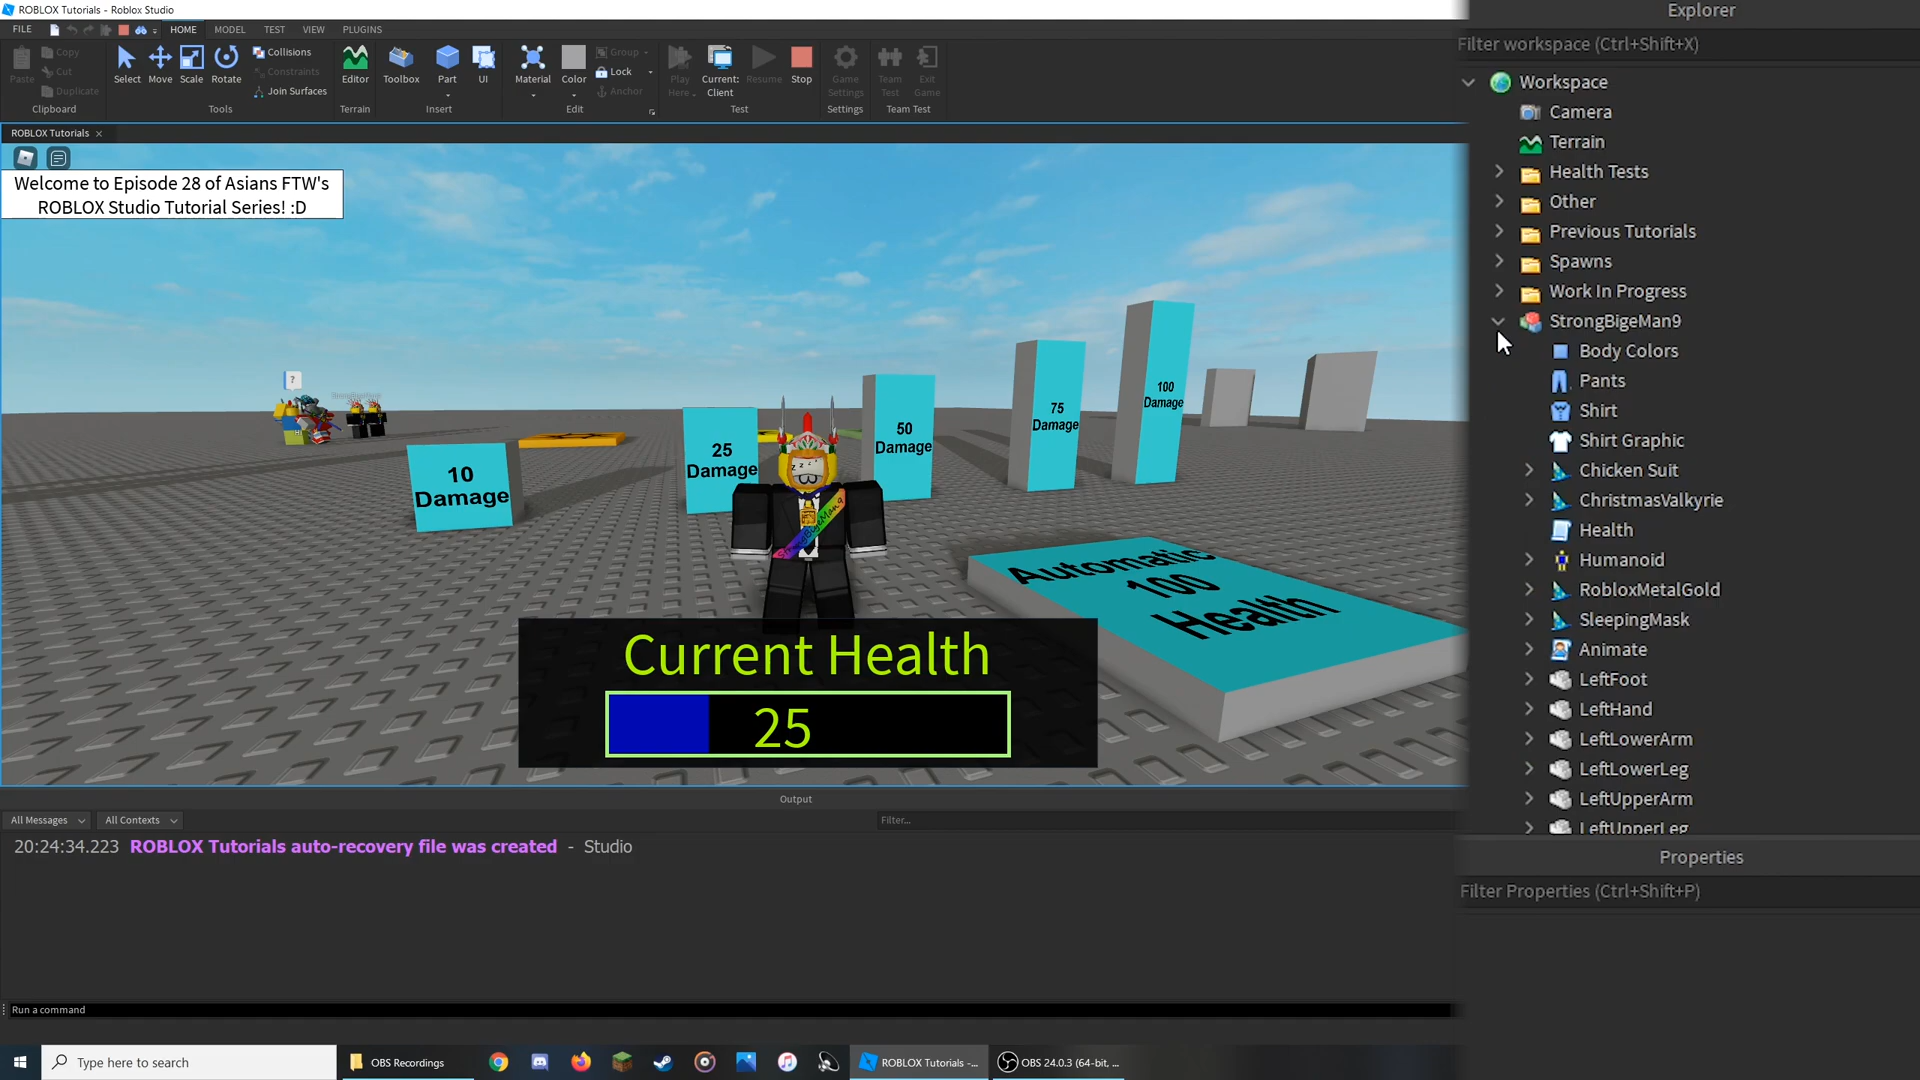 ROBLOX Tutorials - Roblox Studio
FILE
HOME
MODEL
TEST
VIEW
PLUGINS
Paste
Copy
Cut
Duplicate
Clipboard
Select
Move
Scale
Rotate
Collisions
Constraints
Join Surfaces
Tools
Editor
Terrain
Toolbox
Part
UI
Insert
Material
Color
Group
Lock
Anchor
Edit
Play
Here
Current:
Client
Resume
Stop
Test
Game
Settings
Settings
Team
Test
Exit
Game
Team Test
ROBLOX Tutorials
Welcome to Episode 28 of Asians FTW's
ROBLOX Studio Tutorial Series! :D
?
10
Damage
25
Damage
50
Damage
75
Damage
100
Damage
StrongBigeMan9
Automatic
100
Health
Current Health
25
Output
All Messages
All Contexts
Filter...
20:24:34.223 ROBLOX Tutorials auto-recovery file was created - Studio
Run a command
Explorer
Filter workspace (Ctrl+Shift+X)
Workspace
Camera
Terrain
Health Tests
Other
Previous Tutorials
Spawns
Work In Progress
StrongBigeMan9
Body Colors
Pants
Shirt
Shirt Graphic
Chicken Suit
ChristmasValkyrie
Health
Humanoid
RobloxMetalGold
SleepingMask
Animate
LeftFoot
LeftHand
LeftLowerArm
LeftLowerLeg
LeftUpperArm
LeftUpperLeg
Properties
Filter Properties (Ctrl+Shift+P)
Type here to search
OBS Recordings
ROBLOX Tutorials -...
OBS 24.0.3 (64-bit, ...